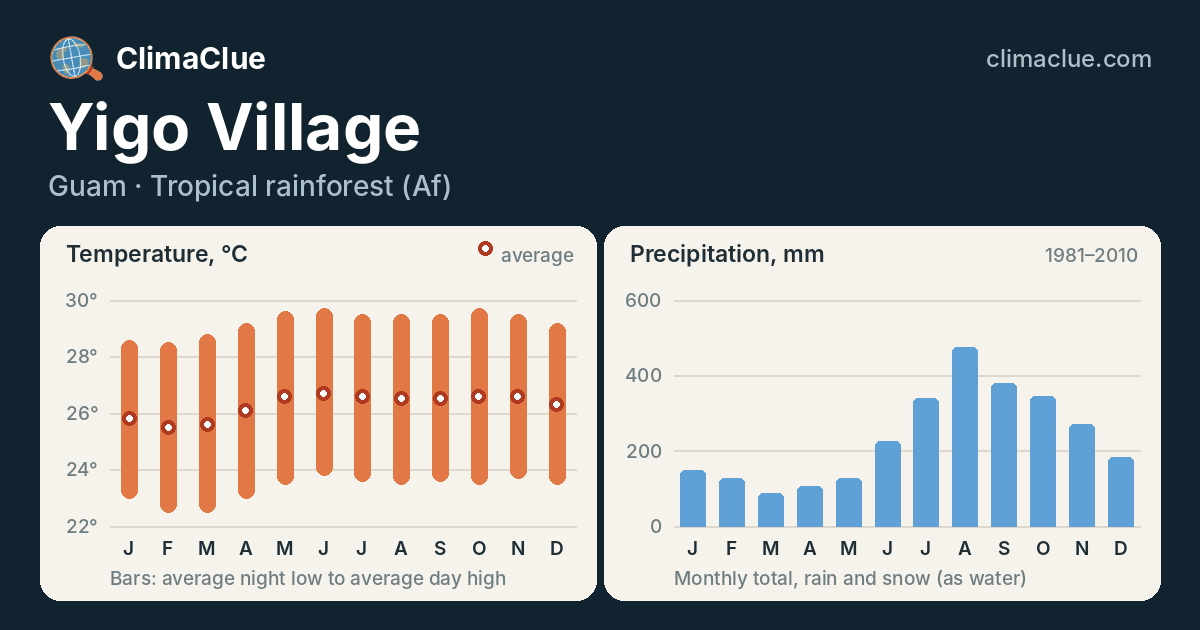 ClimaClue
climaclue.com
Yigo Village
Guam · Tropical rainforest (Af)
Temperature, °C
average
30°
28°
26°
24°
22°
J F M A M J J A S O N D
Bars: average night low to average day high
Precipitation, mm
1981–2010
600
400
200
0
J F M A M J J A S O N D
Monthly total, rain and snow (as water)